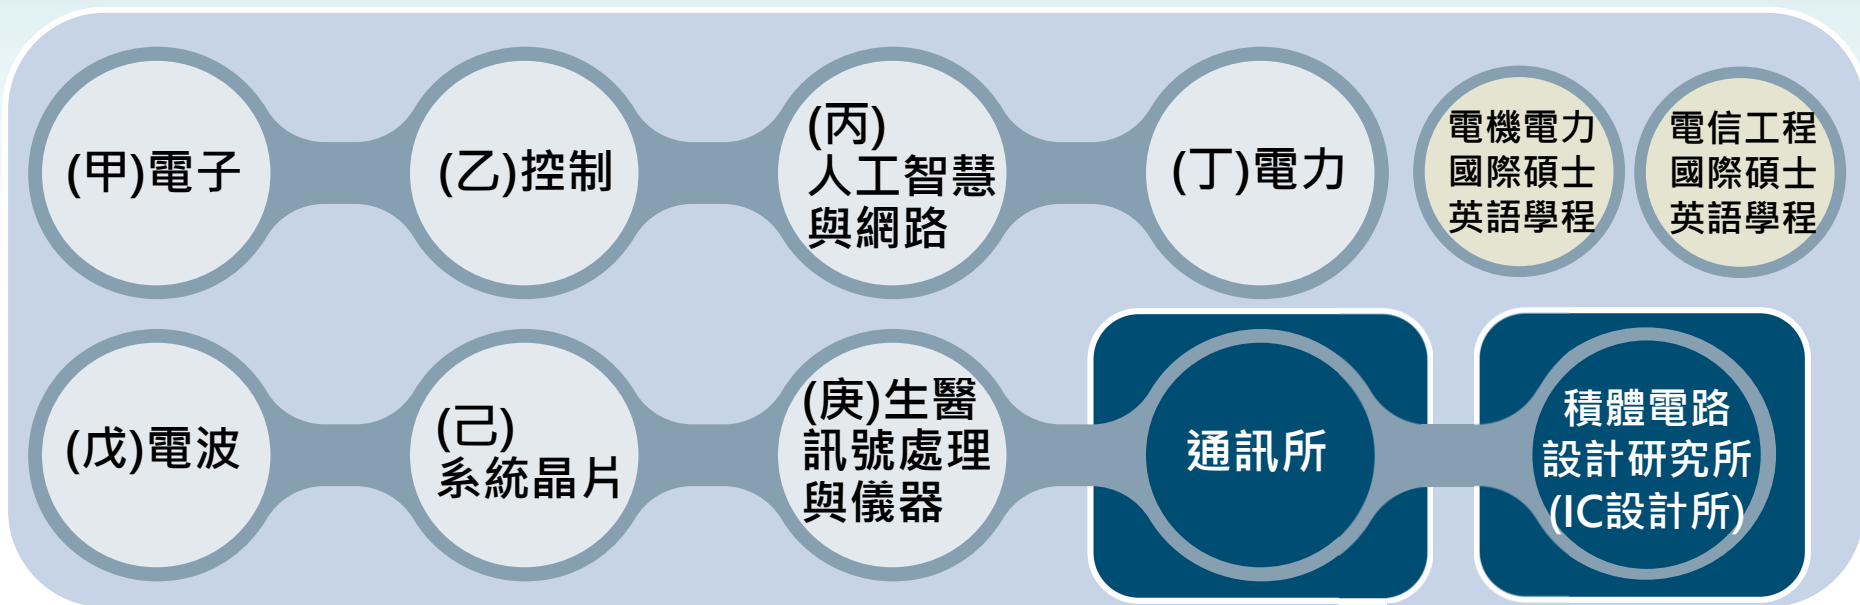 (甲)電子
(乙)控制
(丙)
人工智慧
與網路
(丁)電力
電機電力
國際碩士
英語學程
電信工程
國際碩士
英語學程
(戊)電波
(己)
系統晶片
(庚)生醫
訊號處理
與儀器
通訊所
積體電路
設計研究所
(IC設計所)